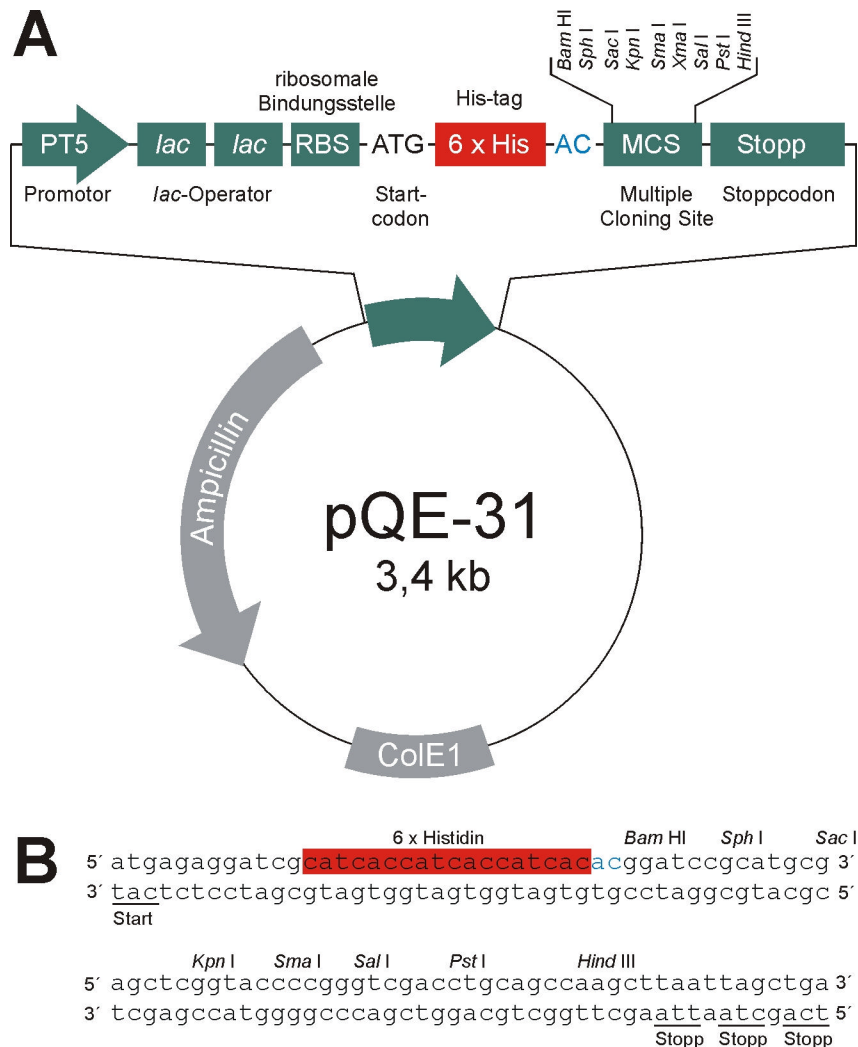 A
Bam HI
Sph I
Sac I
Kpn I
Sma I
Xma I
Sal I
Pst I
Hind III
ribosomale
Bindungsstelle
His-tag
PT5 lac lac RBS ATG 6 x His AC MCS Stopp
Promotor lac-Operator Start-
codon
Multiple
Cloning Site
Stoppcodon
Ampicillin
pQE-31
3,4 kb
ColE1
B
6 x Histidin Bam HI Sph I Sac I
5´ atgagaggatcgcatcaccatcaccatcacacggatccgcatgcg 3´
3´ tactctcctagcgtagtggtagtggtagtgtgcctaggcgtacgc 5´
Start
Kpn I Sma I Sal I Pst I Hind III
5´ agctcggtaccccgggtcgacctgcagccaagcttaattagctga 3´
3´ tcgagccatggggcccagctggacgtcggttcgaattaatcgact 5´
Stopp Stopp Stopp